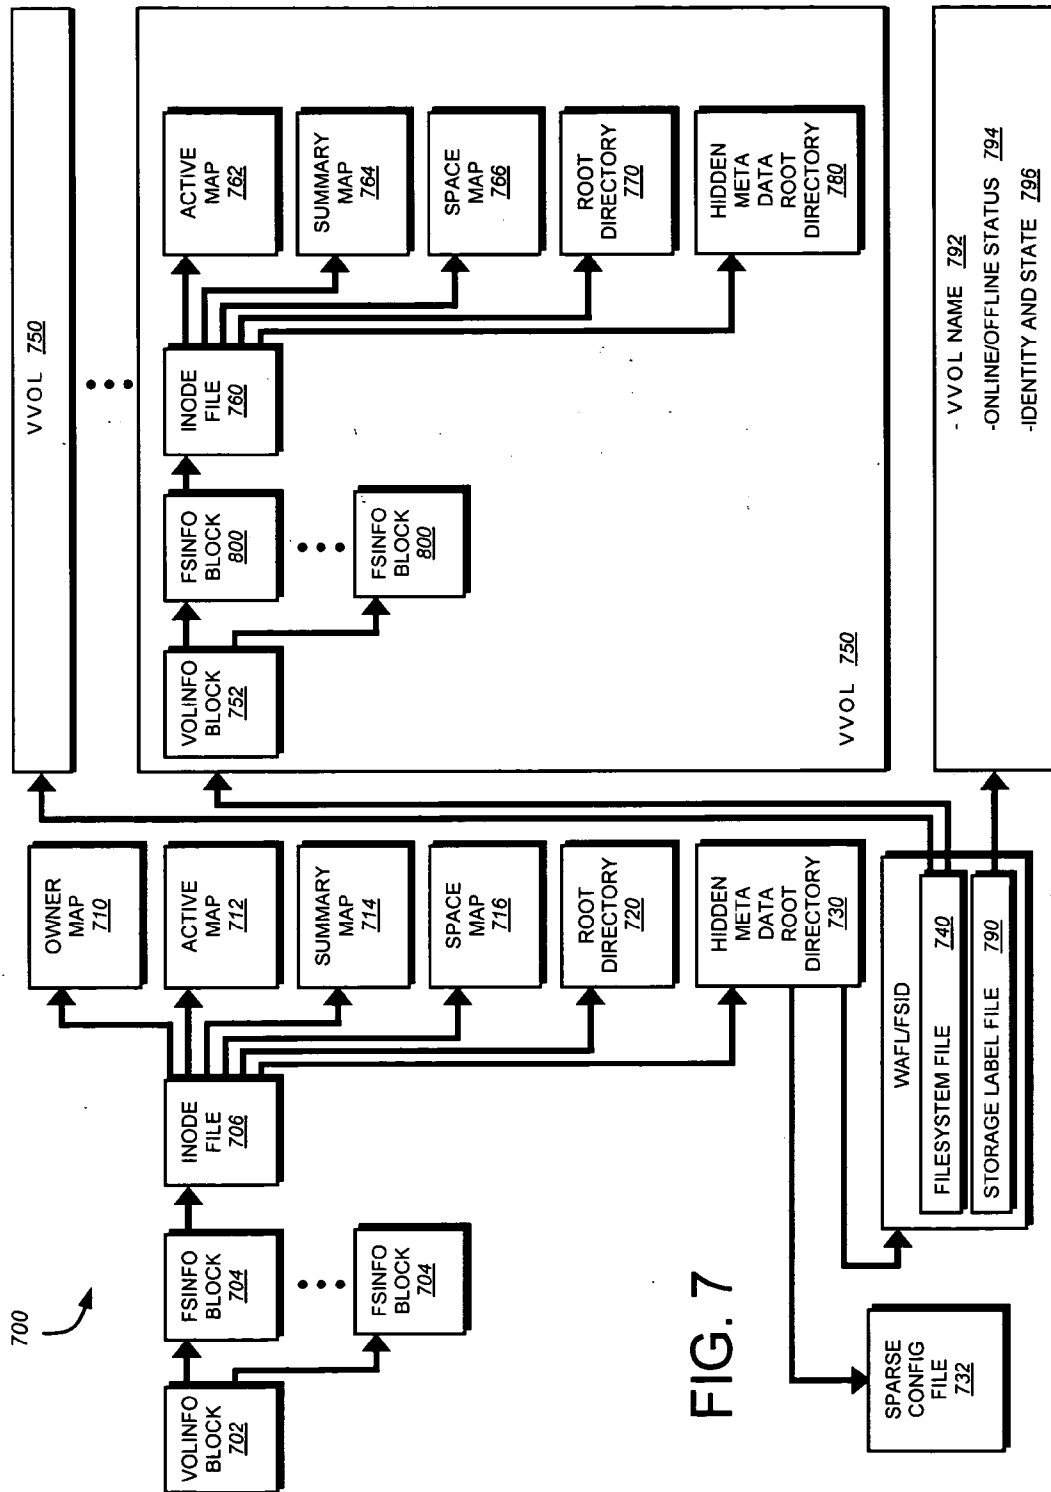 700
VOLINFO
BLOCK
702
FSINFO
BLOCK
704
FSINFO
BLOCK
704
INODE
FILE
706
OWNER
MAP
710
ACTIVE
MAP
712
SUMMARY
MAP
714
SPACE
MAP
716
ROOT
DIRECTORY
720
HIDDEN
META DATA
ROOT
DIRECTORY
730
SPARSE
CONFIG
FILE
732
WAFL/FSID
FILESYSTEM FILE 740
STORAGE LABEL FILE 790
VVOL 750
VOLINFO
BLOCK
752
FSINFO
BLOCK
800
FSINFO
BLOCK
800
INODE
FILE
760
ACTIVE
MAP
762
SUMMARY
MAP
764
SPACE
MAP
766
ROOT
DIRECTORY
770
HIDDEN
META DATA
ROOT
DIRECTORY
780
VVOL 750
- VVOL NAME 792
-ONLINE/OFFLINE STATUS 794
-IDENTITY AND STATE 796
FIG. 7